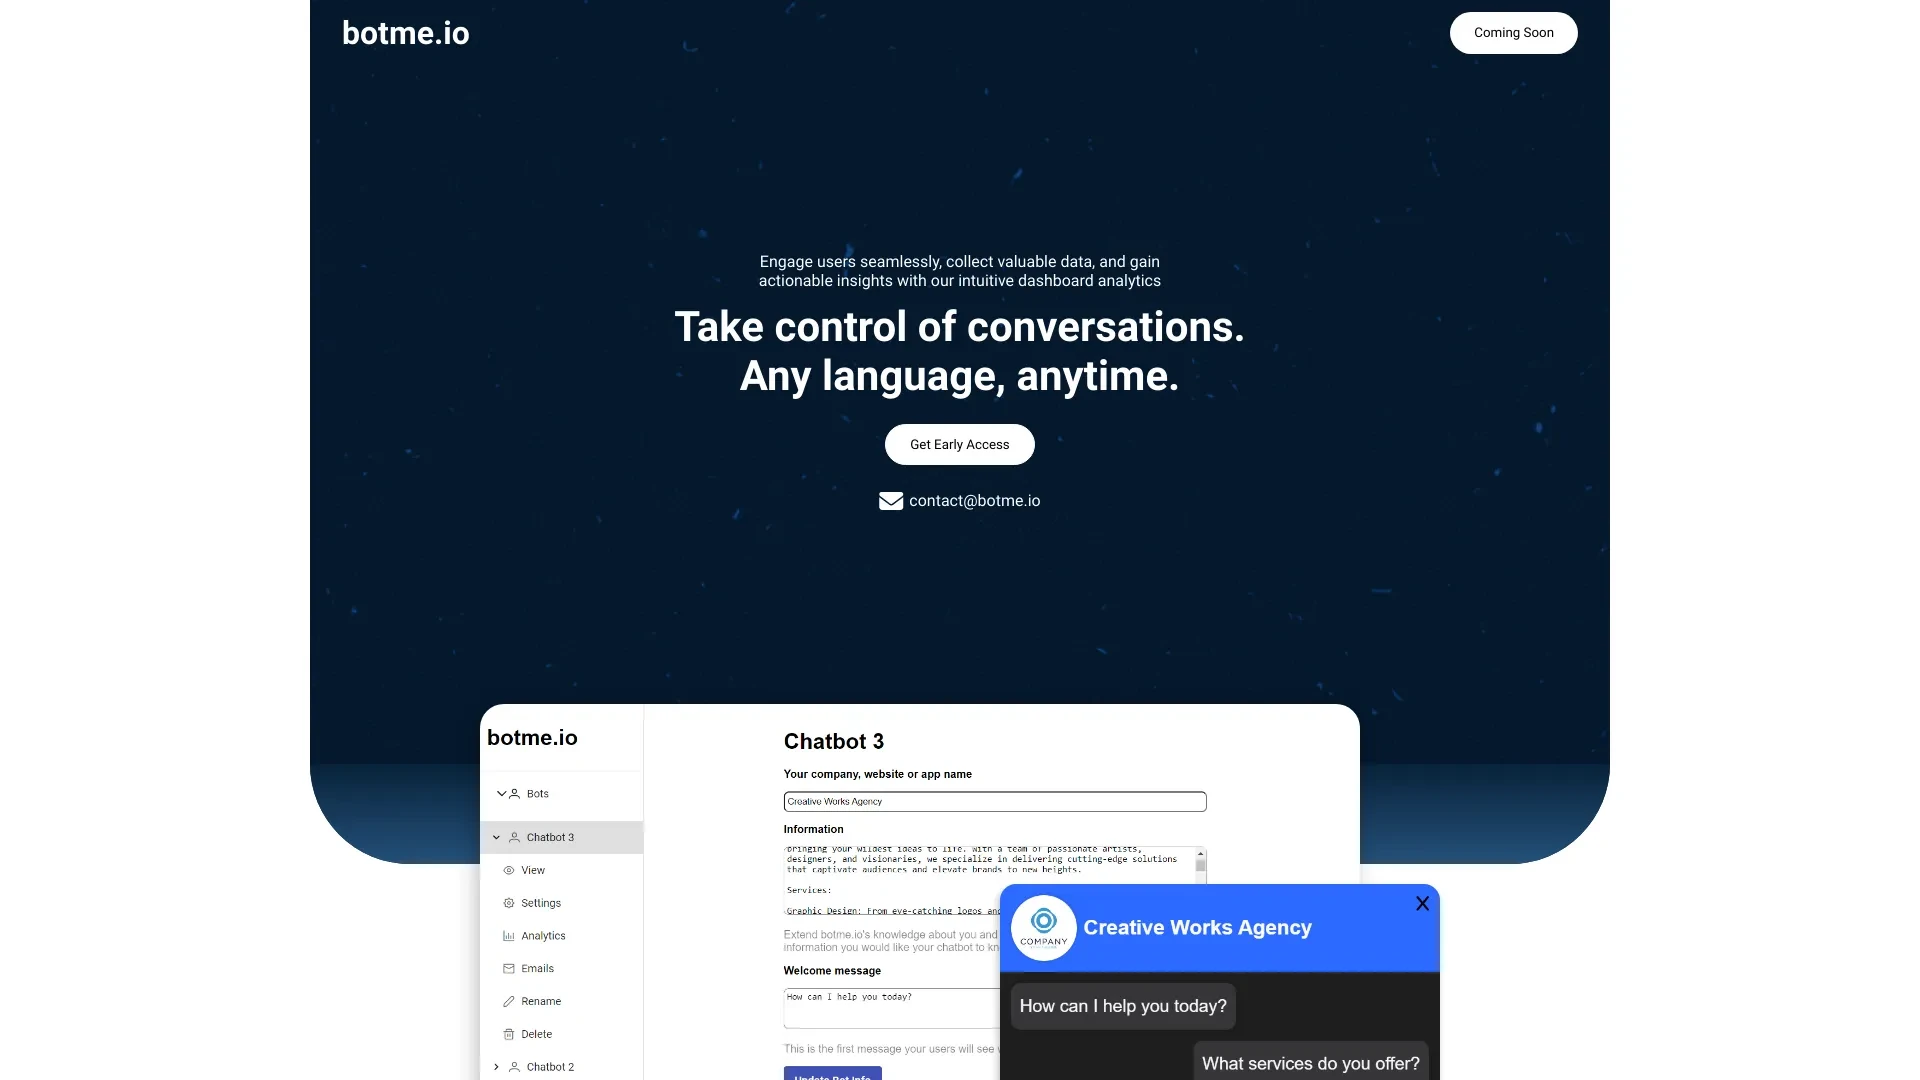 botme.io
Coming Soon
Engage users seamlessly, collect valuable data, and gain
actionable insights with our intuitive dashboard analytics
Take control of conversations.
Any language, anytime.
Get Early Access
contact@botme.io
botme.io
Bots
Chatbot 3
View
Settings
Analytics
Emails
Rename
Delete
Chatbot 2
Chatbot 3
Your company, website or app name
Creative Works Agency
Information
bringing your wildest ideas to life. With a team of passionate artists,
designers, and visionaries, we specialize in delivering cutting-edge solutions
that captivate audiences and elevate brands to new heights.
Services:
Graphic Design: From eye-catching logos and
Extend botme.io's knowledge about you and
information you would like your chatbot to kn
Welcome message
How can I help you today?
This is the first message your users will see
Update Bot Info
COMPANY
Creative Works Agency
X
How can I help you today?
What services do you offer?